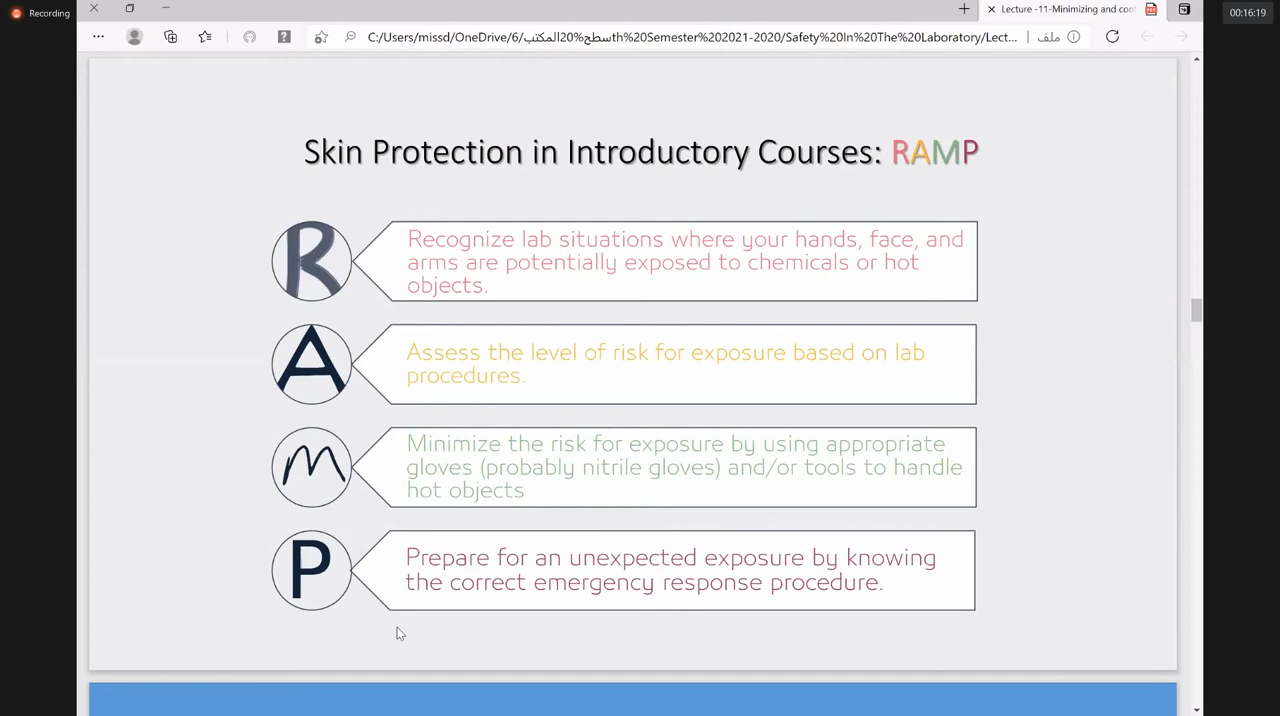 Recording
Lecture -11-Minimizing and con
00:16:19
C:/Users/missd/OnerDrive/6/سطح%20المكتبth%20Semester%202021-2020/Safety%20In%20The%20Laboratory/Lect...
ملف
Skin Protection in Introductory Courses: RAMP
R
Recognize lab situations where your hands, face, and
arms are potentially exposed to chemicals or hot
objects.
A
Assess the level of risk for exposure based on lab
procedures.
M
Minimize the risk for exposure by using appropriate
gloves (probably nitrile gloves) and/or tools to handle
hot objects
P
Prepare for an unexpected exposure by knowing
the correct emergency response procedure.